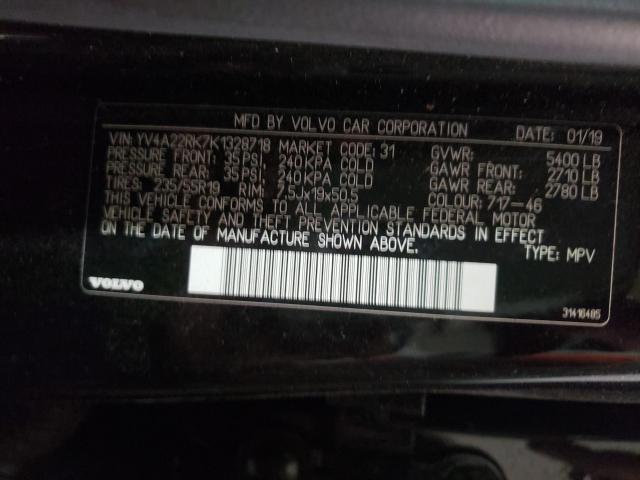 MFD BY VOLVO CAR CORPORATION DATE: 01/19
VIN: YV4A22RK7K1328718 MARKET CODE: 31 GVWR: 5400 LB
PRESSURE FRONT: 35 PSI, 240 KPA COLD GAWR FRONT: 2710 LB
PRESSURE REAR: 35 PSI, 240 KPA COLD GAWR REAR: 2780 LB
TIRES: 235/55R19 RIM: 7.5Jx19x50.5 COLOUR: 717-46
THIS VEHICLE CONFORMS TO ALL APPLICABLE FEDERAL MOTOR
VEHICLE SAFETY AND THEFT PREVENTION STANDARDS IN EFFECT
ON THE DATE OF MANUFACTURE SHOWN ABOVE. TYPE: MPV
VOLVO 31416485